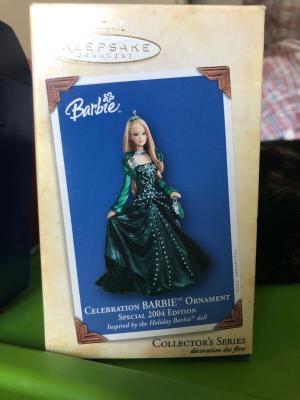 KEEPSAKE
ORNAMENT
Barbie™
CELEBRATION BARBIE™ ORNAMENT
SPECIAL 2004 EDITION
Inspired by the Holiday Barbie® doll
COLLECTOR'S SERIES
décoration des fêtes